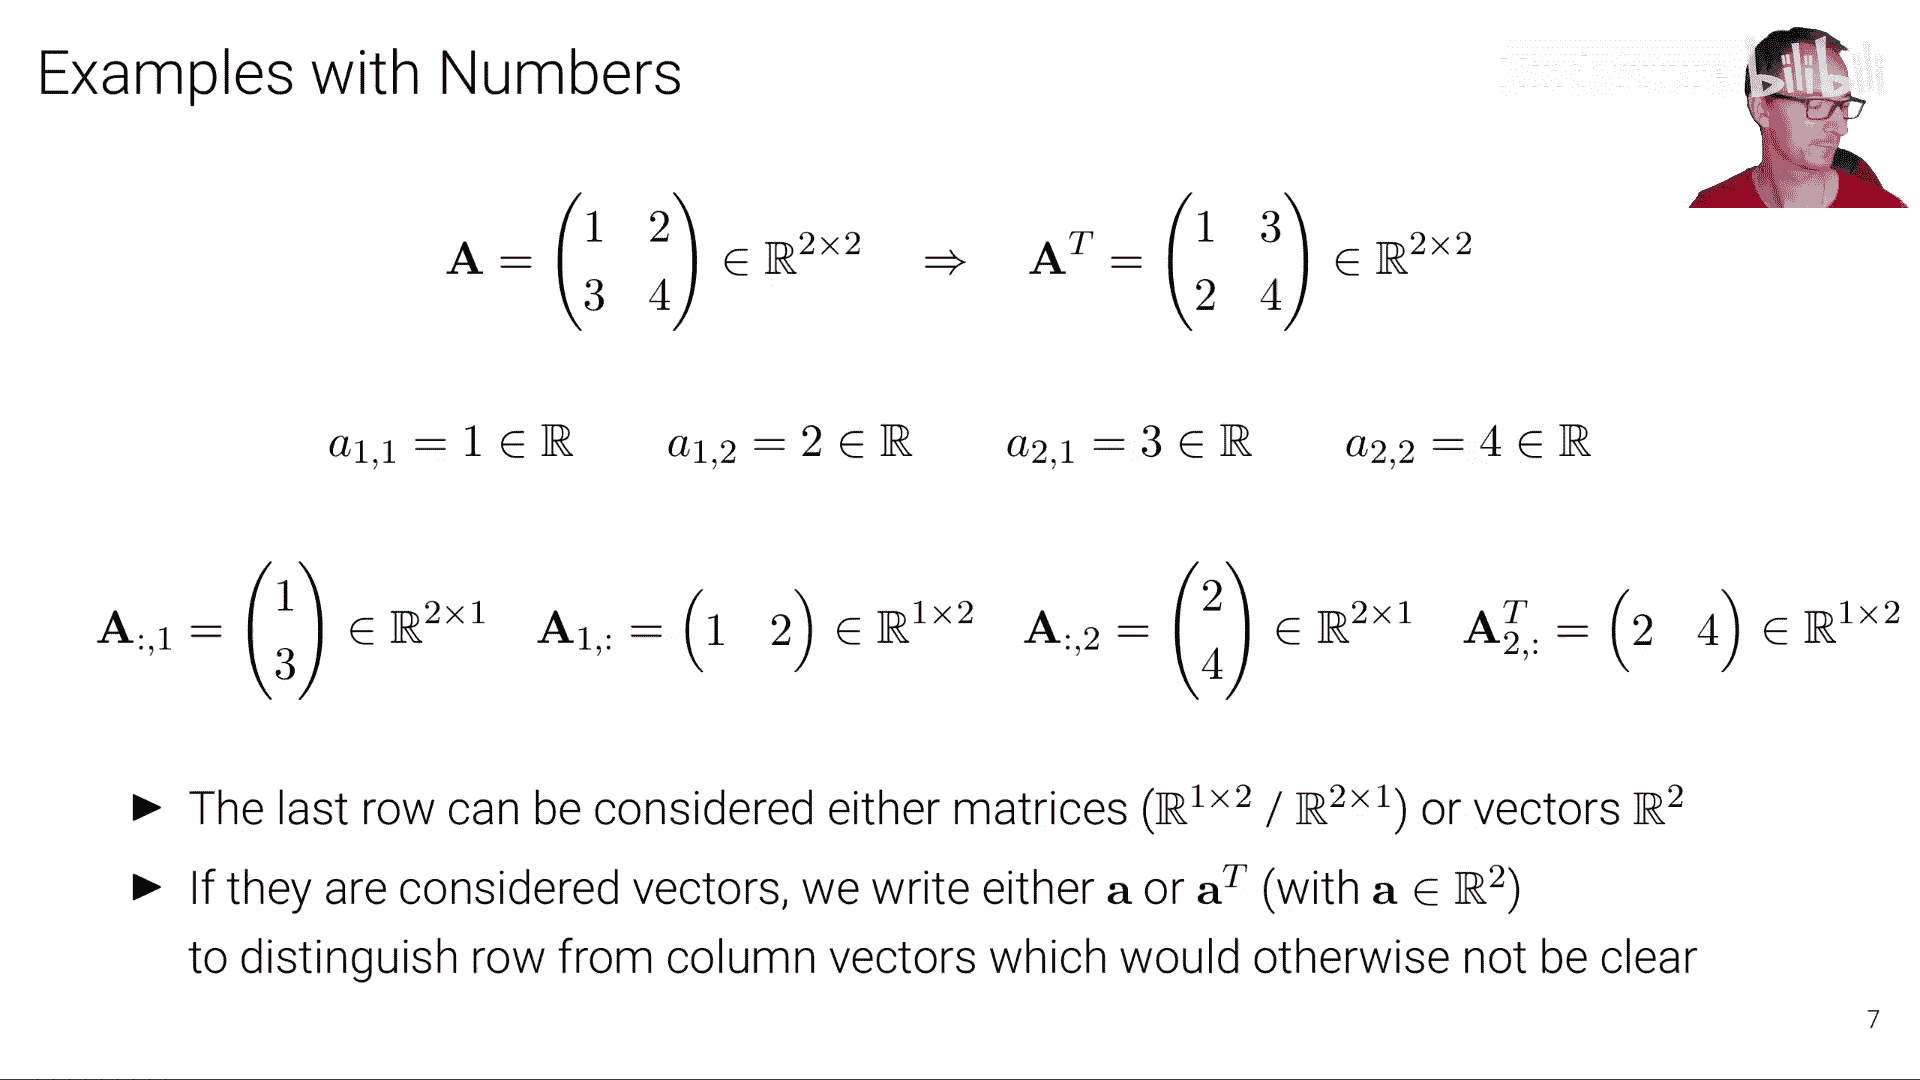 Examples with Numbers
bilibili
A = (1 2; 3 4) ∈ ℝ^{2×2} ⇒ A^T = (1 3; 2 4) ∈ ℝ^{2×2}
a_{1,1} = 1 ∈ ℝ a_{1,2} = 2 ∈ ℝ a_{2,1} = 3 ∈ ℝ a_{2,2} = 4 ∈ ℝ
A_{:,1} = (1; 3) ∈ ℝ^{2×1} A_{1,:} = (1 2) ∈ ℝ^{1×2} A_{:,2} = (2; 4) ∈ ℝ^{2×1} A^T_{2,:} = (2 4) ∈ ℝ^{1×2}
▶ The last row can be considered either matrices (ℝ^{1×2} / ℝ^{2×1}) or vectors ℝ^2
▶ If they are considered vectors, we write either a or a^T (with a ∈ ℝ^2)
to distinguish row from column vectors which would otherwise not be clear
7